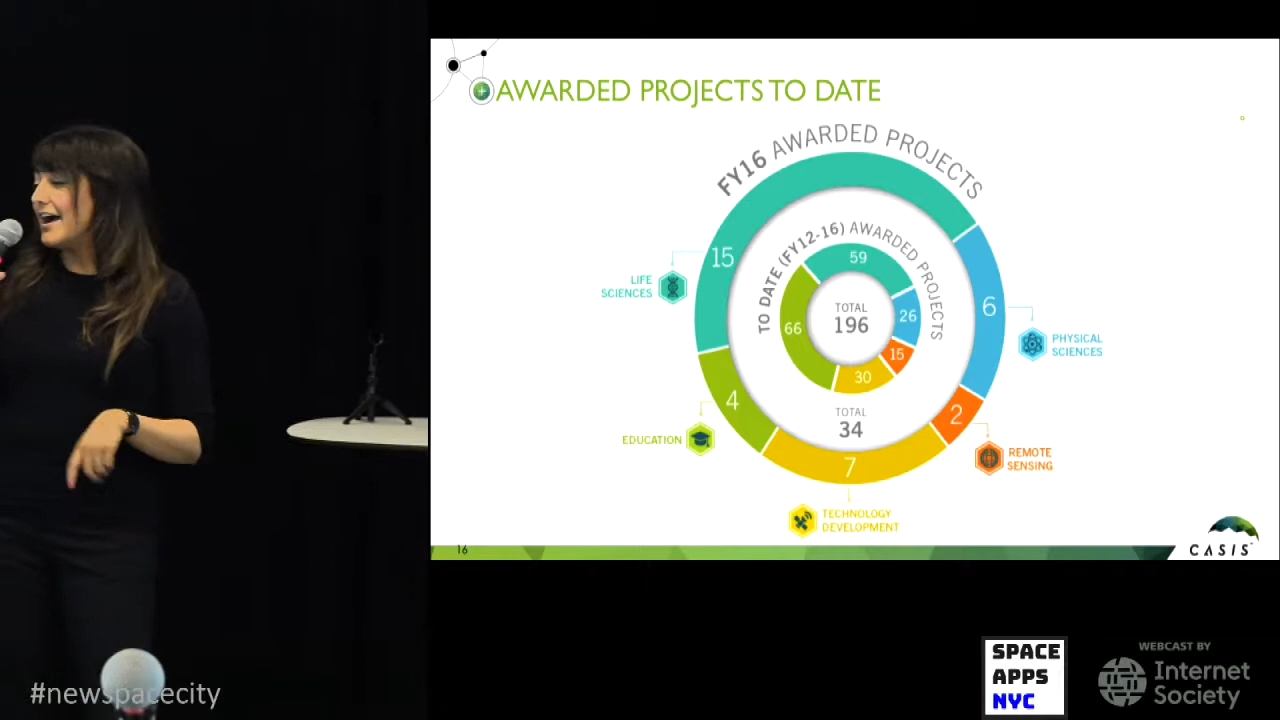 AWARDED PROJECTS TO DATE
FY16 AWARDED PROJECTS
TO DATE (FY12-16) AWARDED PROJECTS
15
59
LIFE
SCIENCES
TOTAL
196
66
26
6
15
30
PHYSICAL
SCIENCES
4
TOTAL
34
2
EDUCATION
7
REMOTE
SENSING
TECHNOLOGY
DEVELOPMENT
16
CASIS
#newspacecity
SPACE
APPS
NYC
WEBCAST BY
Internet
Society